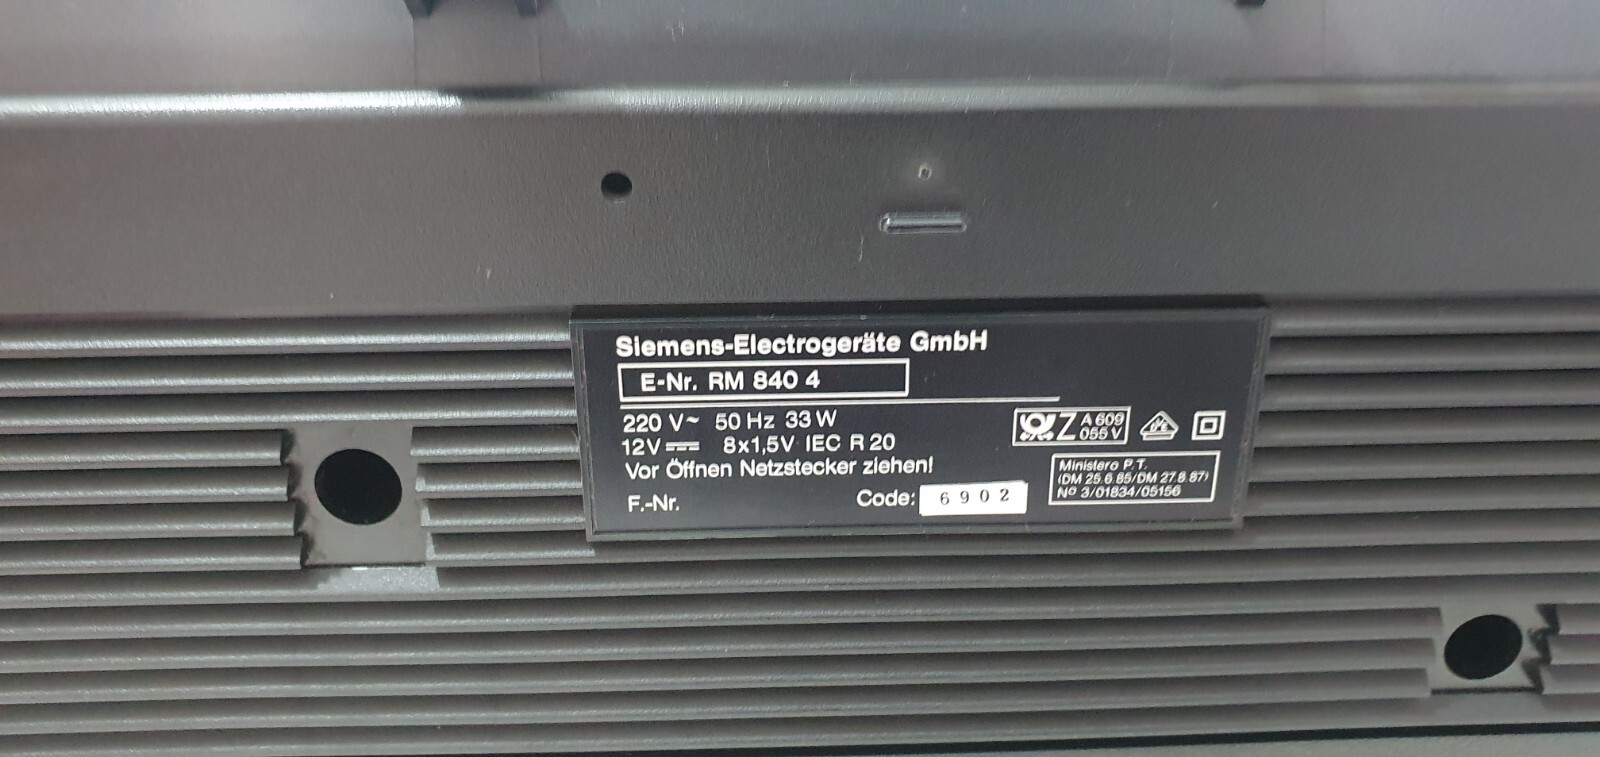 Siemens-Electrogeräte GmbH
E-Nr. RM 840 4
220 V~ 50 Hz 33 W
12V⎓ 8x1,5V IEC R 20
Vor Öffnen Netzstecker ziehen!
F.-Nr.
Code: 6902
Z A 609
055 V
Ministero P.T.
(DM 25.6.85/DM 27.8.87)
Nº 3/01834/05156